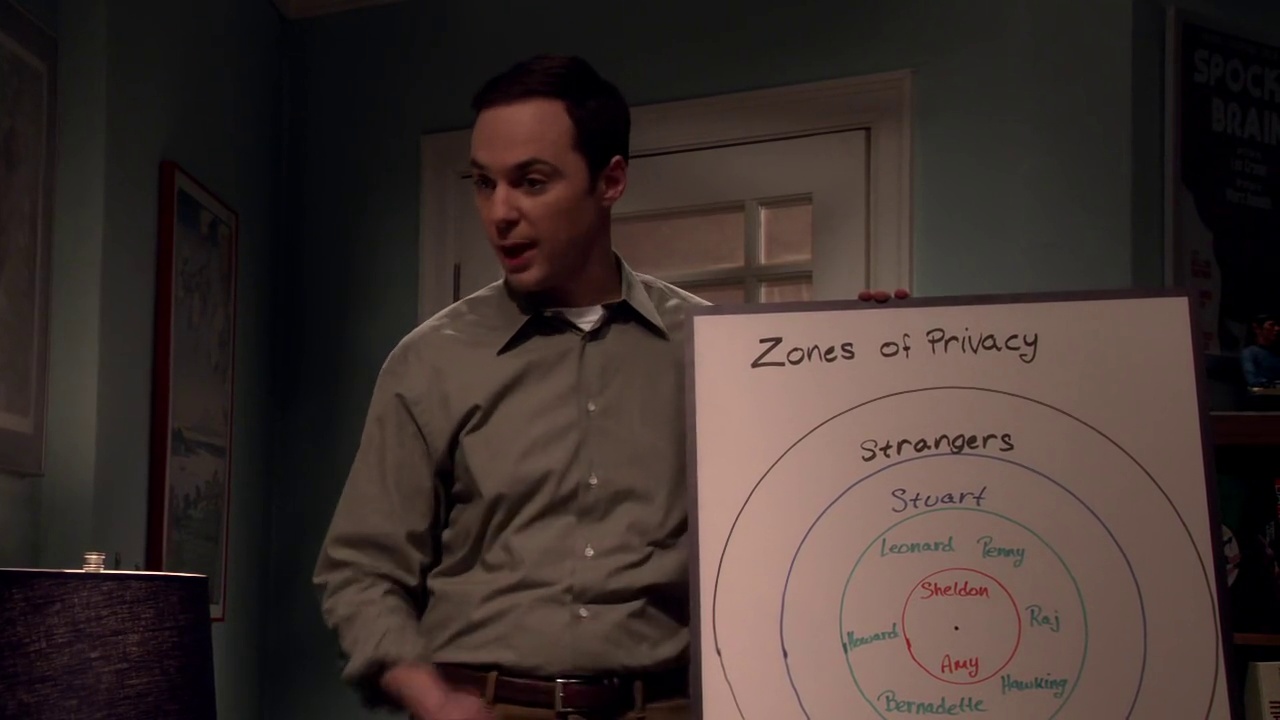 SPOCK
BRAIN
Zones of Privacy
Strangers
Stuart
Leonard Penny
Sheldon
Raj
Howard
Amy
Hawking
Bernadette